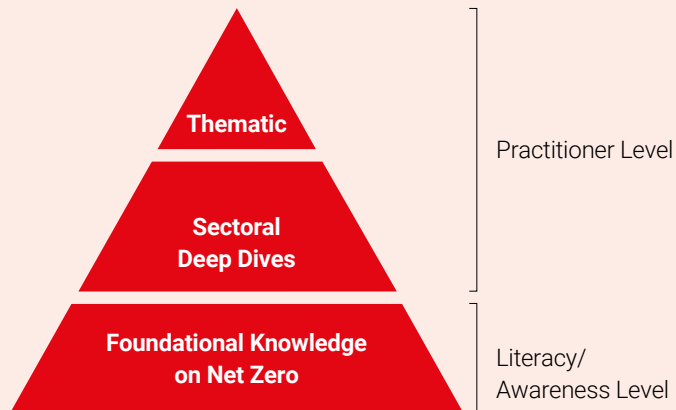 Thematic
Practitioner Level
Sectoral
Deep Dives
Foundational Knowledge
on Net Zero
Literacy/
Awareness Level